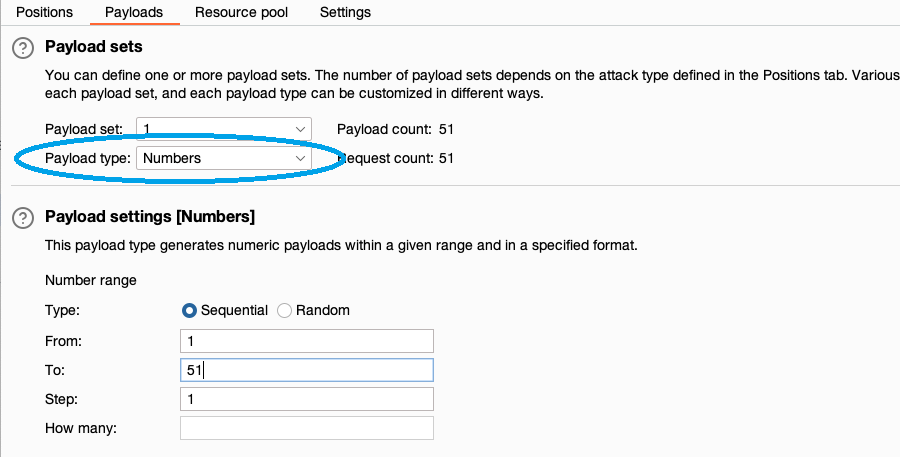 Positions Payloads Resource pool Settings
? Payload sets
You can define one or more payload sets. The number of payload sets depends on the attack type defined in the Positions tab. Various
each payload set, and each payload type can be customized in different ways.
Payload set: 1 Payload count: 51
Payload type: Numbers Request count: 51
? Payload settings [Numbers]
This payload type generates numeric payloads within a given range and in a specified format.
Number range
Type: Sequential Random
From: 1
To: 51
Step: 1
How many: